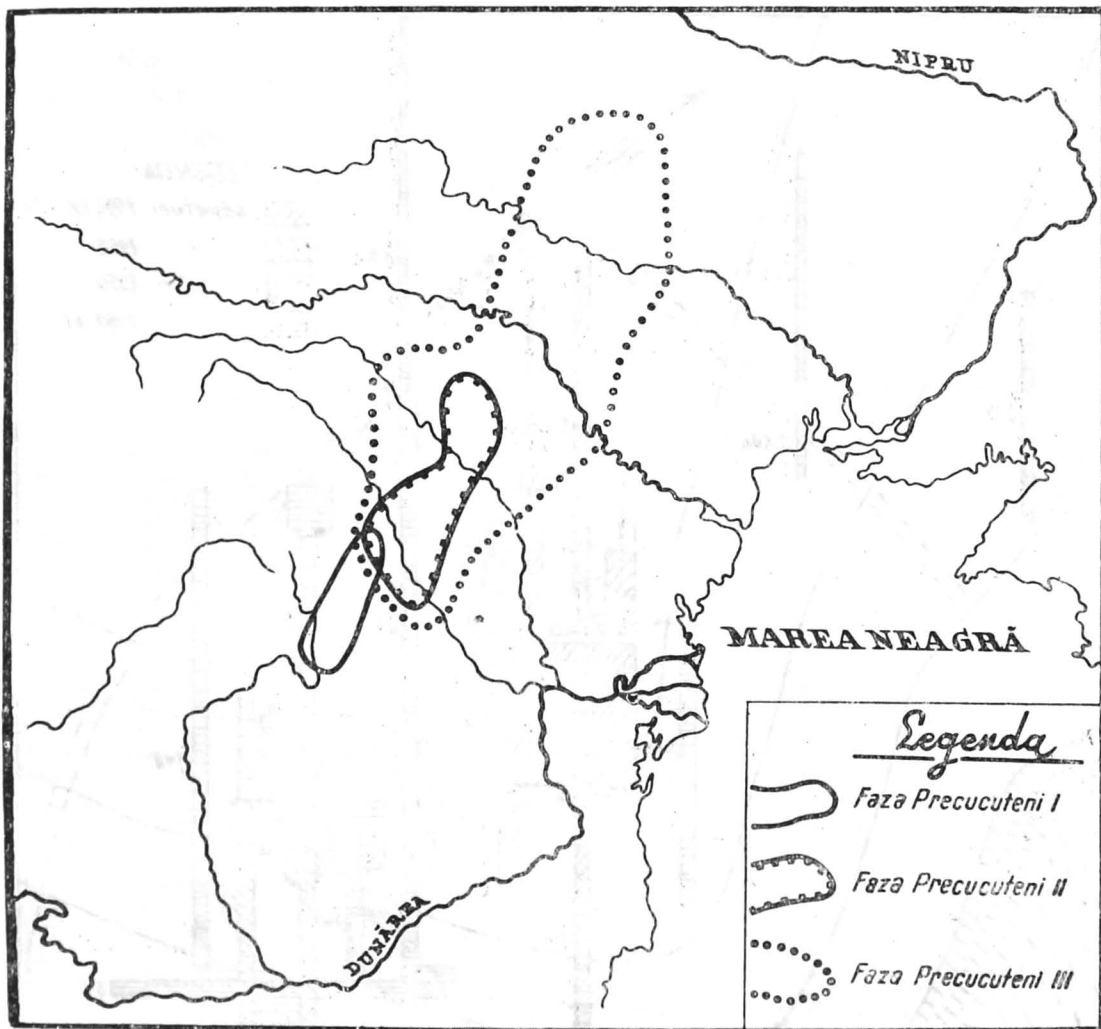 NIPRU
MAREA NEAGRĂ
DUNĂREA
Legenda
Faza Precucuteni I
Faza Precucuteni II
Faza Precucuteni III